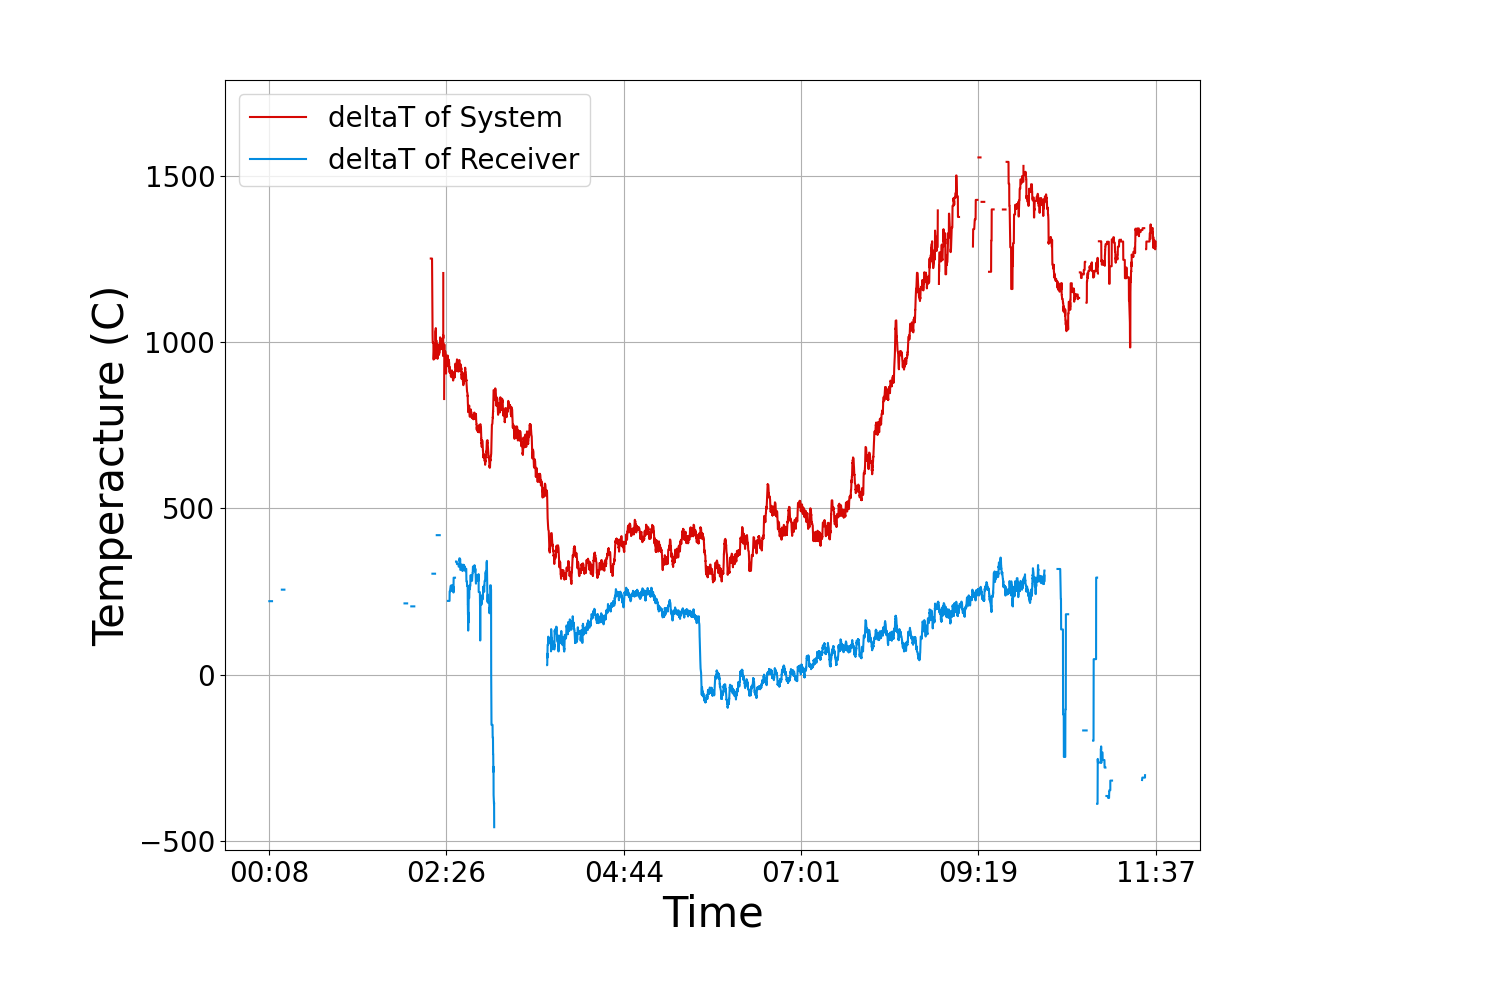 deltaT of System
deltaT of Receiver
1500
1000
500
0
−500
Temperacture (C)
00:08 02:26 04:44 07:01 09:19 11:37
Time